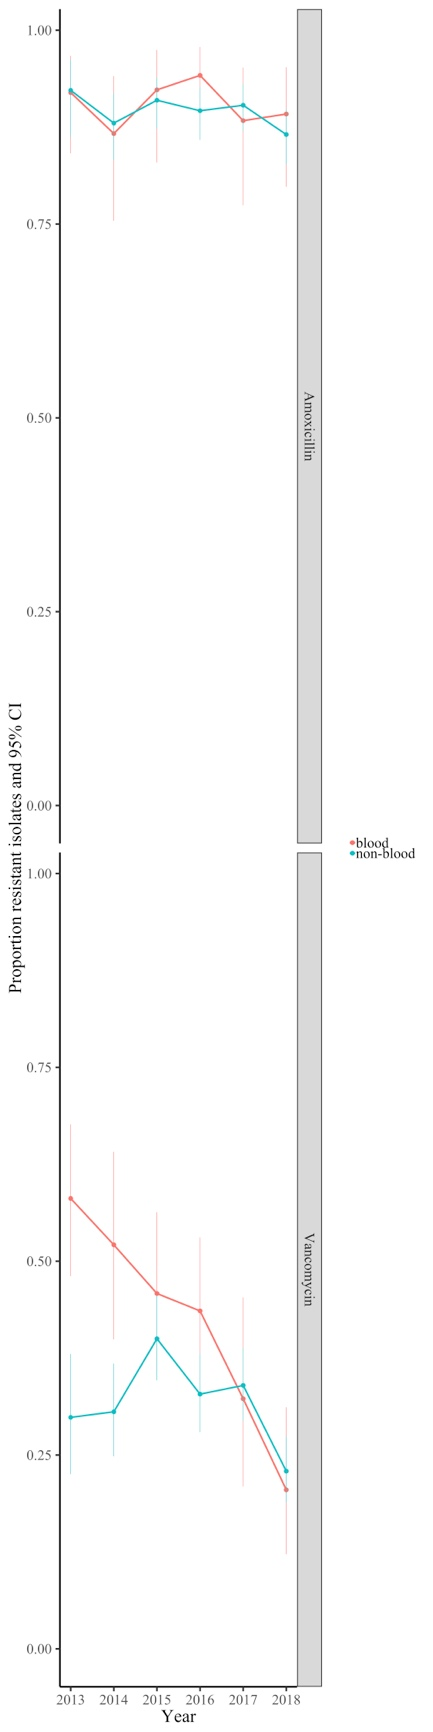 1.00
0.75
0.50
0.25
0.00
Amoxicillin
Proportion resistant isolates and 95% CI
blood
non-blood
1.00
0.75
0.50
0.25
0.00
Vancomycin
2013 2014 2015 2016 2017 2018
Year